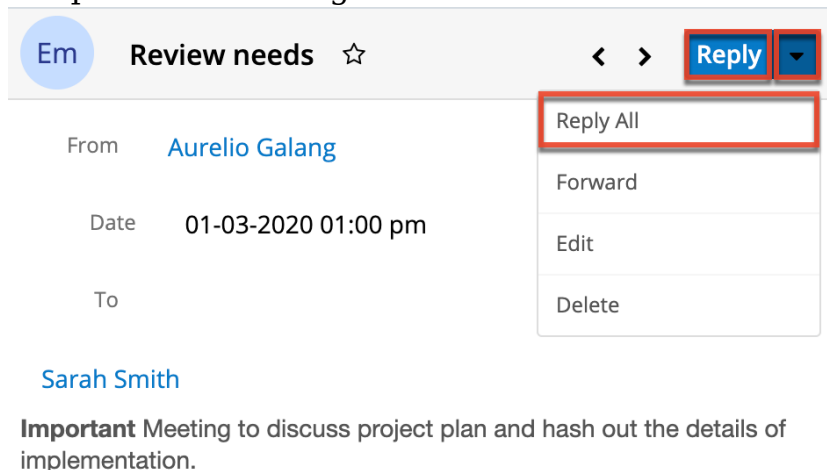 Em Review needs Reply
Reply All
From Aurelio Galang
Forward
Date 01-03-2020 01:00 pm
Edit
To
Delete
Sarah Smith
Important Meeting to discuss project plan and hash out the details of
implementation.